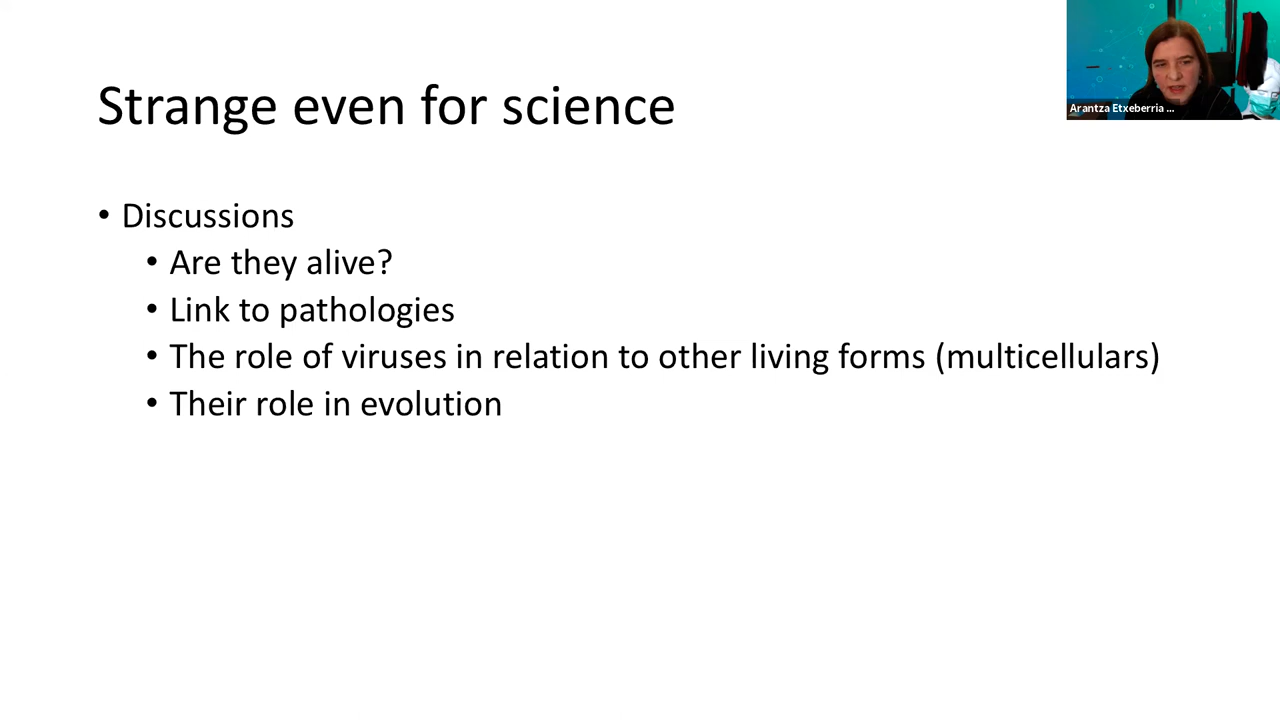 Strange even for science
Arantza Etxeberria ...
• Discussions
• Are they alive?
• Link to pathologies
• The role of viruses in relation to other living forms (multicellulars)
• Their role in evolution